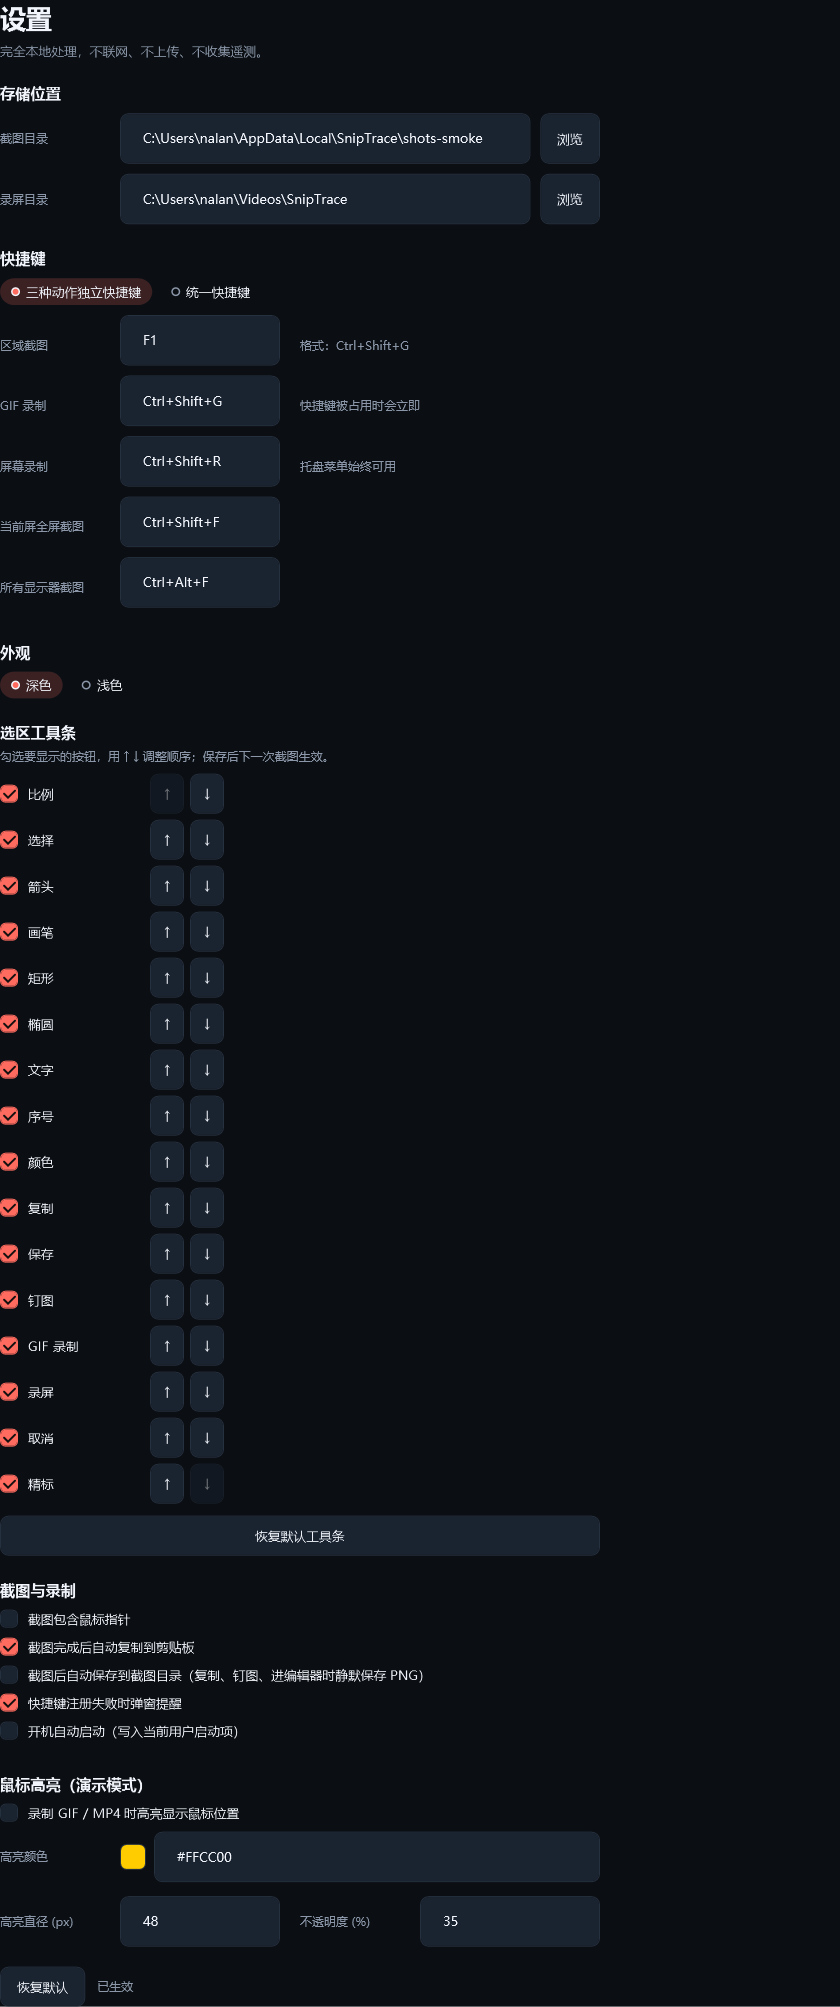 设置
完全本地处理，不联网、不上传、不收集遥测。
存储位置
截图目录 C:\Users\nalan\AppData\Local\SnipTrace\shots-smoke 浏览
录屏目录 C:\Users\nalan\Videos\SnipTrace 浏览
快捷键
三种动作独立快捷键 统一快捷键
区域截图 F1 格式：Ctrl+Shift+G
GIF 录制 Ctrl+Shift+G 快捷键被占用时会立即
屏幕录制 Ctrl+Shift+R 托盘菜单始终可用
当前屏全屏截图 Ctrl+Shift+F
所有显示器截图 Ctrl+Alt+F
外观
深色 浅色
选区工具条
勾选要显示的按钮，用↑↓调整顺序；保存后下一次截图生效。
比例 ↑ ↓
选择 ↑ ↓
箭头 ↑ ↓
画笔 ↑ ↓
矩形 ↑ ↓
椭圆 ↑ ↓
文字 ↑ ↓
序号 ↑ ↓
颜色 ↑ ↓
复制 ↑ ↓
保存 ↑ ↓
钉图 ↑ ↓
GIF 录制 ↑ ↓
录屏 ↑ ↓
取消 ↑ ↓
精标 ↑ ↓
恢复默认工具条
截图与录制
截图包含鼠标指针
截图完成后自动复制到剪贴板
截图后自动保存到截图目录（复制、钉图、进编辑器时静默保存 PNG）
快捷键注册失败时弹窗提醒
开机自动启动（写入当前用户启动项）
鼠标高亮（演示模式）
录制 GIF / MP4 时高亮显示鼠标位置
高亮颜色 #FFCC00
高亮直径 (px) 48 不透明度 (%) 35
恢复默认 已生效